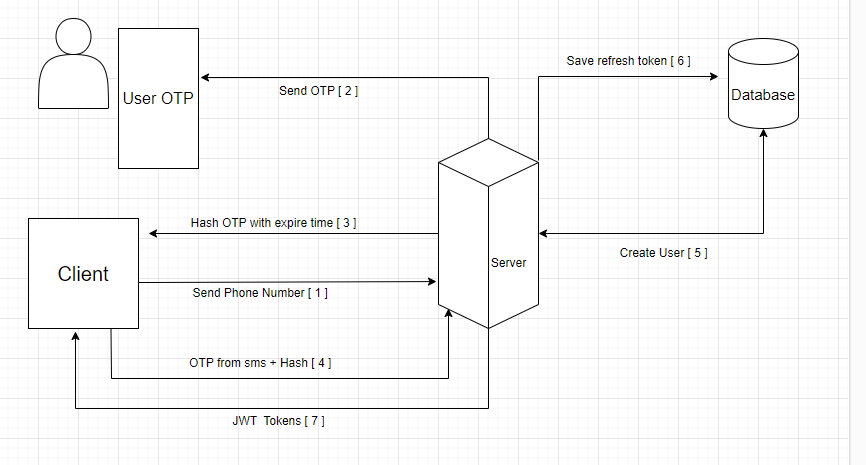 Save refresh token [ 6 ]
User OTP
Send OTP [ 2 ]
Database
Hash OTP with expire time [ 3 ]
Create User [ 5 ]
Client
Server
Send Phone Number [ 1 ]
OTP from sms + Hash [ 4 ]
JWT  Tokens [ 7 ]